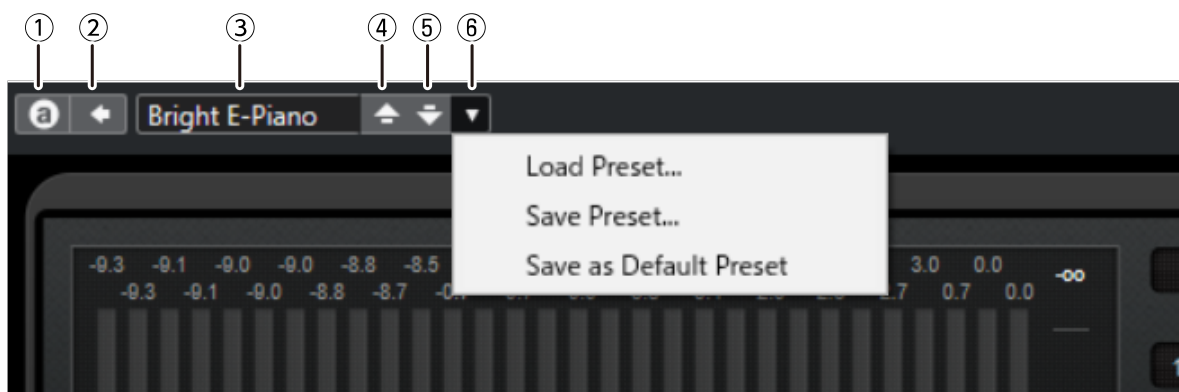 ① ② ③ ④ ⑤ ⑥
a Bright E-Piano
Load Preset...
Save Preset...
Save as Default Preset
-9.3 -9.1 -9.0 -9.0 -8.8 -8.5 3.0 0.0 -∞
-9.3 -9.1 -9.0 -8.8 -8.7 0.7 0.0